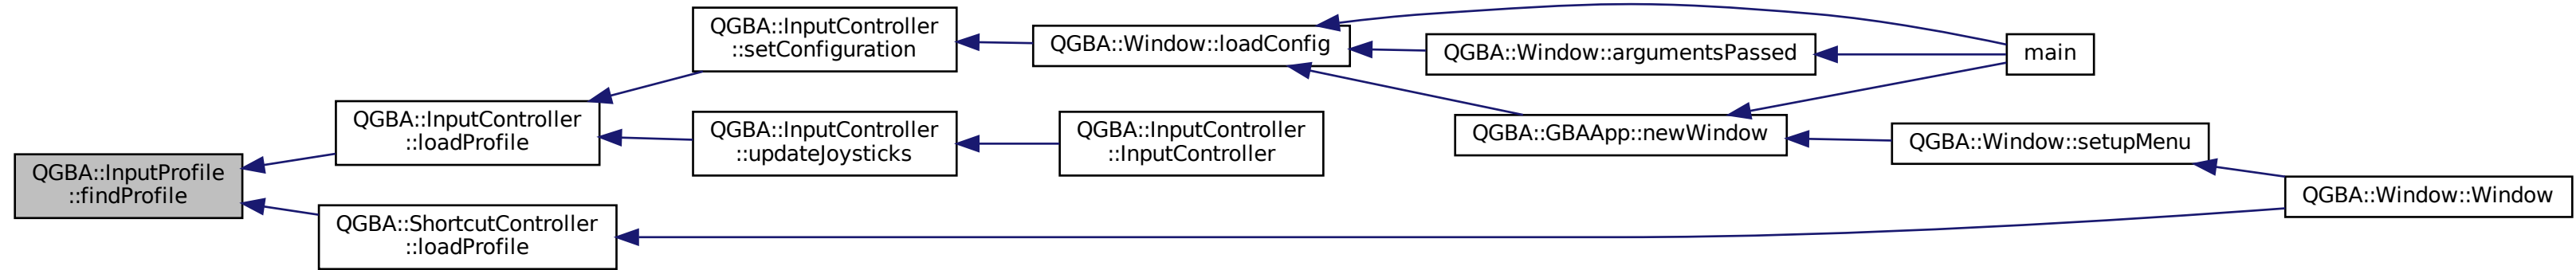 QGBA::InputProfile
::findProfile
QGBA::InputController
::loadProfile
QGBA::ShortcutController
::loadProfile
QGBA::InputController
::setConfiguration
QGBA::InputController
::updateJoysticks
QGBA::Window::loadConfig
QGBA::InputController
::InputController
QGBA::Window::argumentsPassed
QGBA::GBAApp::newWindow
main
QGBA::Window::setupMenu
QGBA::Window::Window